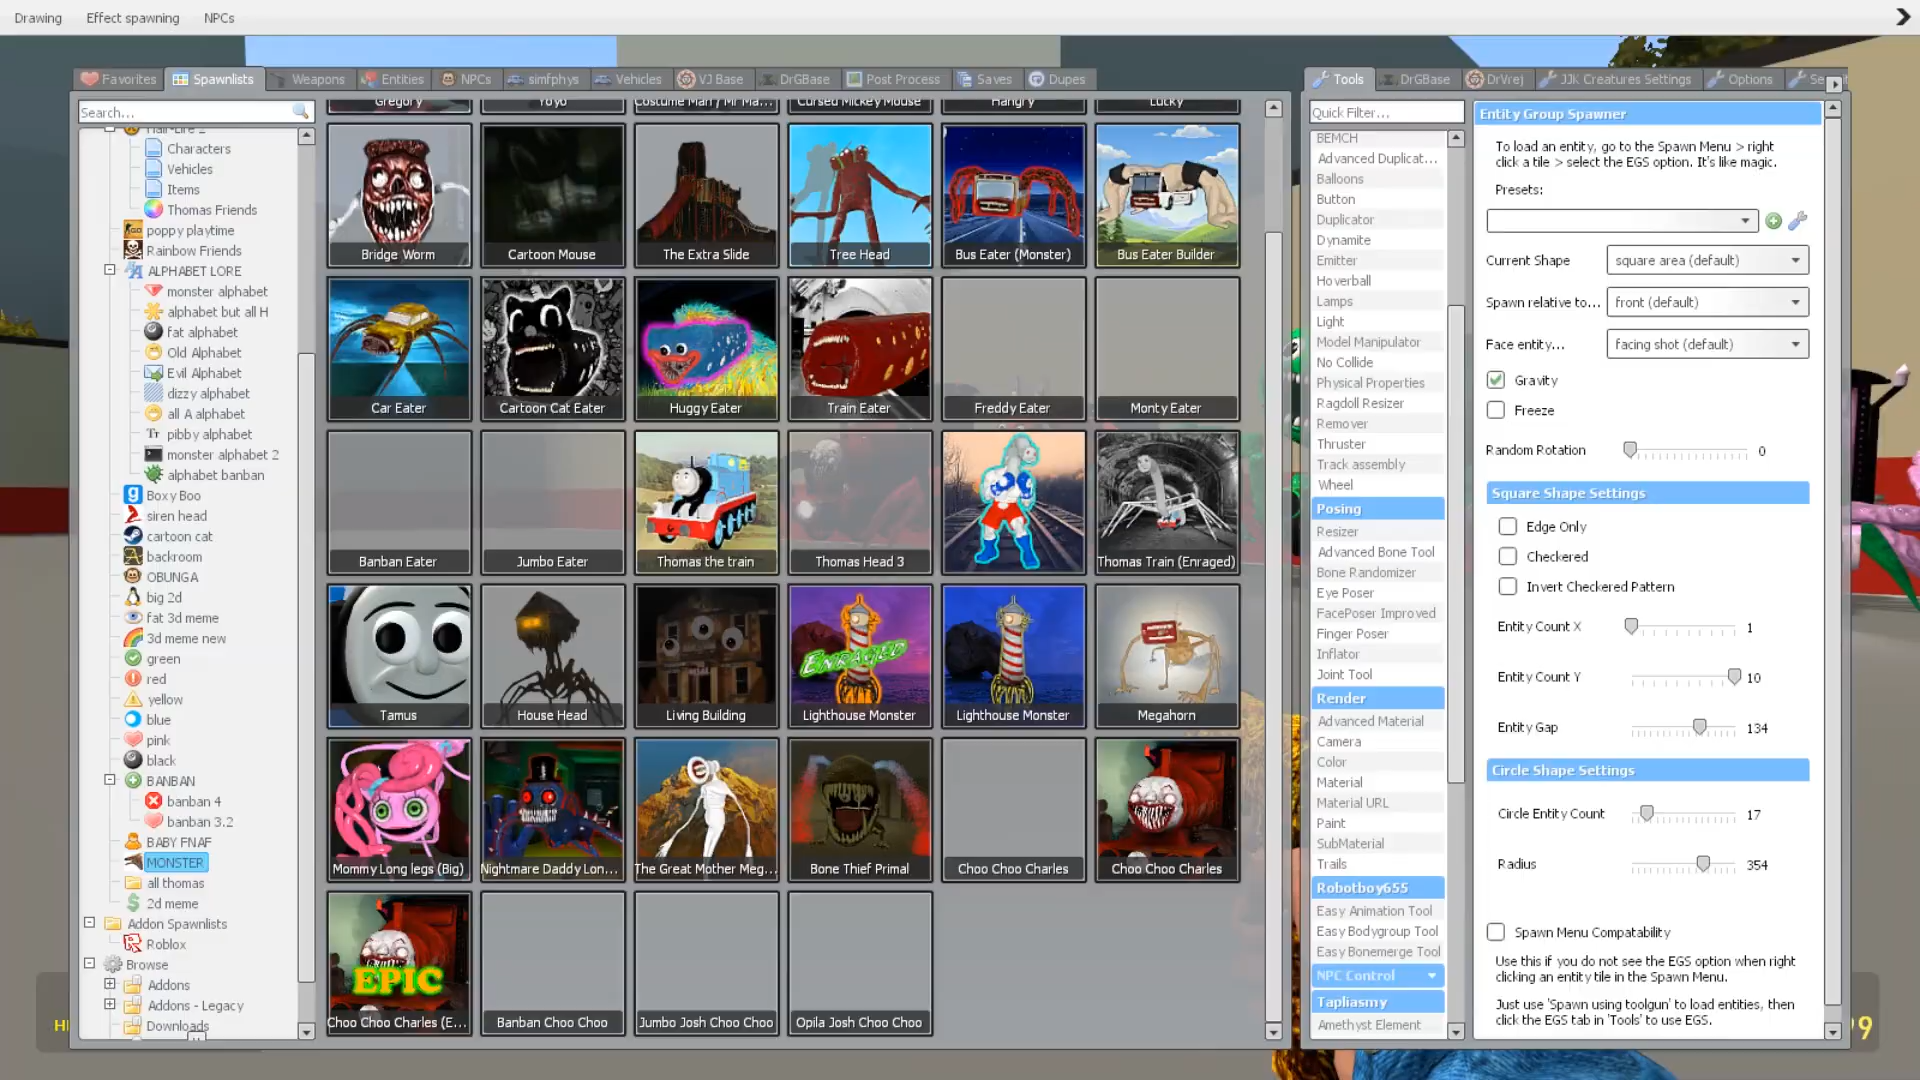 Drawing
Effect spawning
NPCs
Favorites
Spawnlists
Weapons
Entities
NPCs
simfphys
Vehicles
VJ Base
DrGBase
Post Process
Saves
Dupes
Search...
Half-Life 2
Characters
Vehicles
Items
Thomas Friends
poppy playtime
Rainbow Friends
ALPHABET LORE
monster alphabet
alphabet but all H
fat alphabet
Old Alphabet
Evil Alphabet
dizzy alphabet
all A alphabet
pibby alphabet
monster alphabet 2
alphabet banban
Boxy Boo
siren head
cartoon cat
backroom
OBUNGA
big 2d
fat 3d meme
3d meme new
green
red
yellow
blue
pink
black
BANBAN
banban 4
banban 3.2
BABY FNAF
MONSTER
all thomas
2d meme
Addon Spawnlists
Roblox
Browse
Addons
Addons - Legacy
Downloads
Gregory
Yoyo
Costume Man / Mr Ma...
Cursed Mickey Mouse
Hangry
Lucky
Bridge Worm
Cartoon Mouse
The Extra Slide
Tree Head
Bus Eater (Monster)
Bus Eater Builder
Car Eater
Cartoon Cat Eater
Huggy Eater
Train Eater
Freddy Eater
Monty Eater
Banban Eater
Jumbo Eater
Thomas the train
Thomas Head 3
Thomas Train (Enraged)
Tamus
House Head
Living Building
ENRAGED
Lighthouse Monster
Lighthouse Monster
Megahorn
Mommy Long legs (Big)
Nightmare Daddy Lon...
The Great Mother Meg...
Bone Thief Primal
Choo Choo Charles
Choo Choo Charles
EPIC
Choo Choo Charles (E...
Banban Choo Choo
Jumbo Josh Choo Choo
Opila Josh Choo Choo
Tools
DrGBase
DrVrej
JJK Creatures Settings
Options
Quick Filter...
BEMCH
Advanced Duplicat...
Balloons
Button
Duplicator
Dynamite
Emitter
Hoverball
Lamps
Light
Model Manipulator
No Collide
Physical Properties
Ragdoll Resizer
Remover
Thruster
Track assembly
Wheel
Posing
Resizer
Advanced Bone Tool
Bone Randomizer
Eye Poser
FacePoser Improved
Finger Poser
Inflator
Joint Tool
Render
Advanced Material
Camera
Color
Material
Material URL
Paint
SubMaterial
Trails
Robotboy655
Easy Animation Tool
Easy Bodygroup Tool
Easy Bonemerge Tool
NPC Control
Tapliasmy
Amethyst Element
Entity Group Spawner
To load an entity, go to the Spawn Menu > right
click a tile > select the EGS option. It's like magic.
Presets:
Current Shape
square area (default)
Spawn relative to...
front (default)
Face entity...
facing shot (default)
Gravity
Freeze
Random Rotation
0
Square Shape Settings
Edge Only
Checkered
Invert Checkered Pattern
Entity Count X
1
Entity Count Y
10
Entity Gap
134
Circle Shape Settings
Circle Entity Count
17
Radius
354
Spawn Menu Compatability
Use this if you do not see the EGS option when right
clicking an entity tile in the Spawn Menu.
Just use 'Spawn using toolgun' to load entities, then
click the EGS tab in 'Tools' to use EGS.